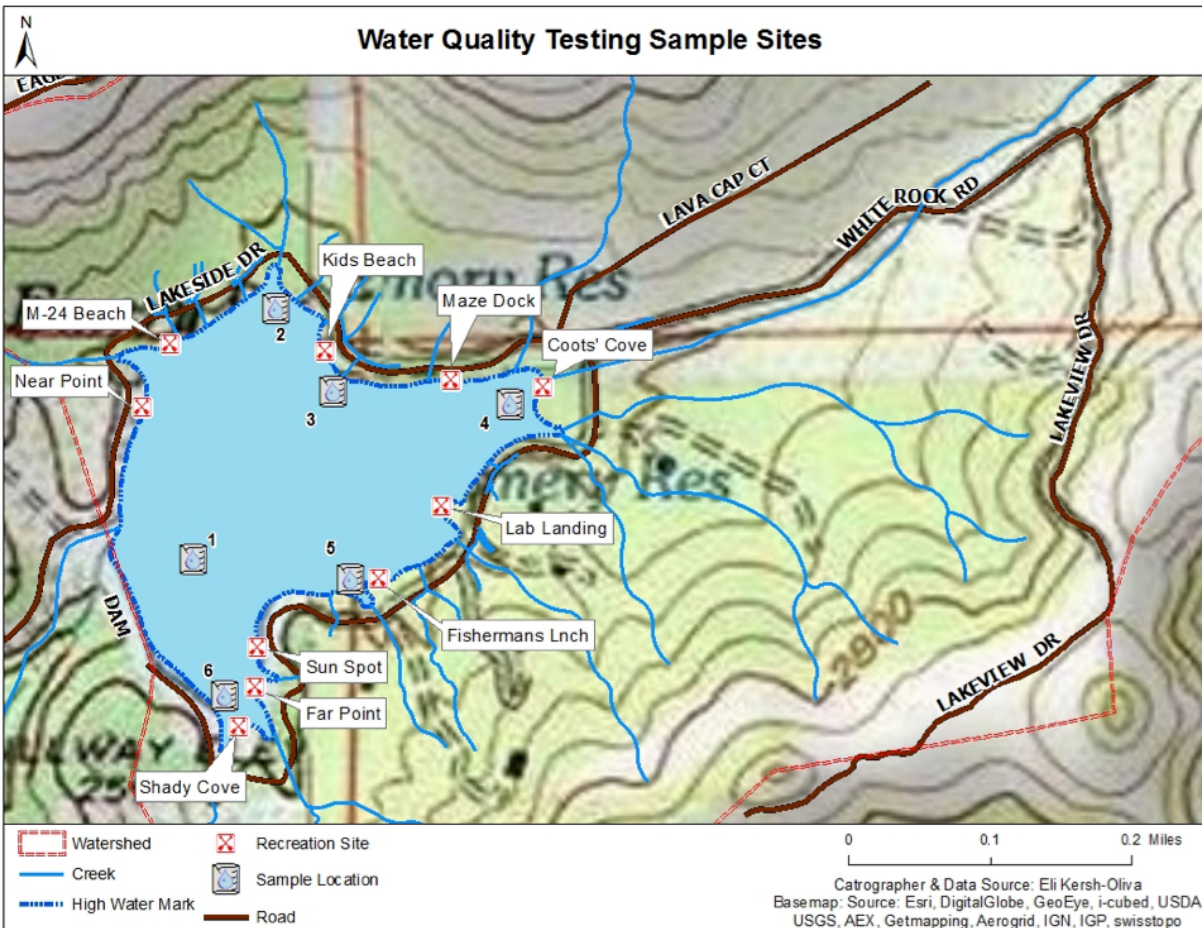 N
Water Quality Testing Sample Sites
LAVA CAP CT
WHITE ROCK RD
LAKESIDE DR
Kids Beach
mery Res
M-24 Beach
Maze Dock
2
Coots' Cove
Near Point
3
4
LAKEVIEW DR
mery Res
Lab Landing
1
5
DAM
Fishermans Lnch
2800
6
Sun Spot
LAKEVIEW DR
Far Point
Shady Cove
Watershed
Creek
High Water Mark
Recreation Site
Sample Location
Road
0 0.1 0.2 Miles
Catrographer & Data Source: Eli Kersh-Oliva
Basemap: Source: Esri, DigitalGlobe, GeoEye, i-cubed, USDA,
USGS, AEX, Getmapping, Aerogrid, IGN, IGP, swisstopo